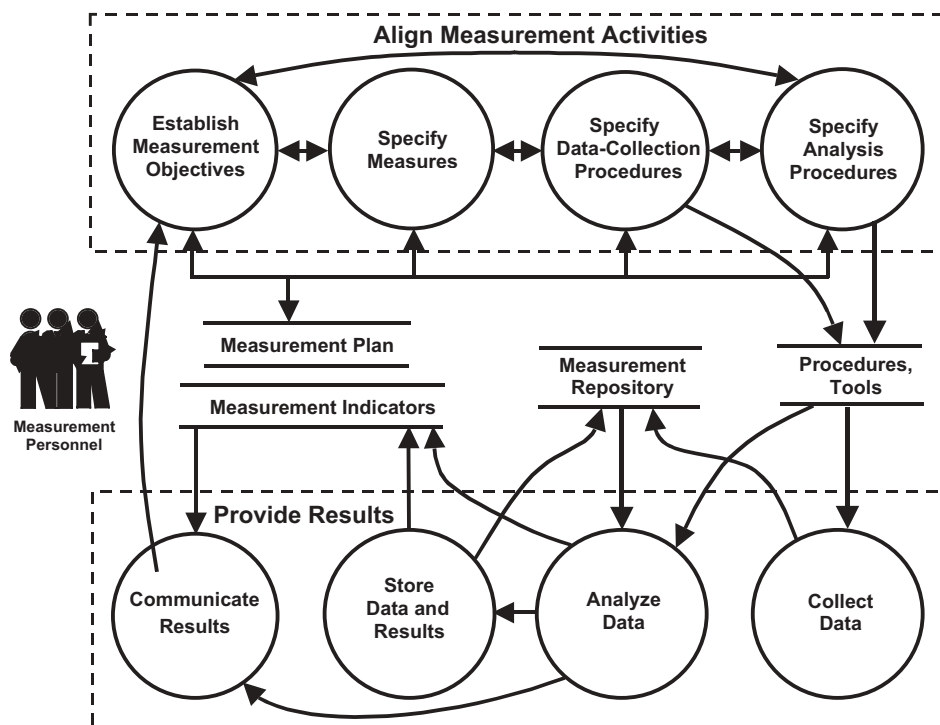 Align Measurement Activities
Establish
Measurement
Objectives
Specify
Measures
Specify
Data-Collection
Procedures
Specify
Analysis
Procedures
Measurement Plan
Measurement Indicators
Measurement
Repository
Procedures,
Tools
Measurement
Personnel
Provide Results
Communicate
Results
Store
Data and
Results
Analyze
Data
Collect
Data